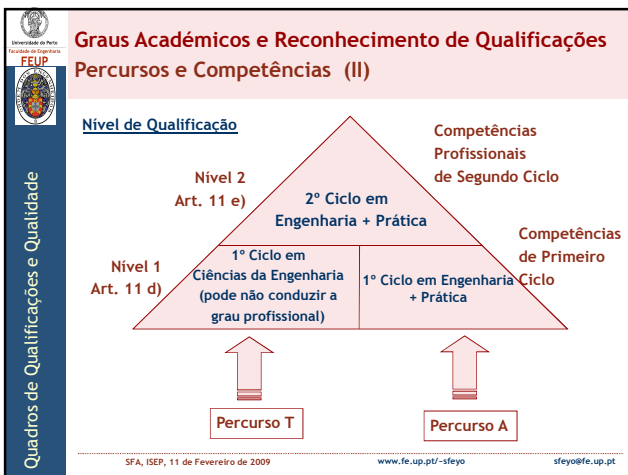 Universidade do Porto
Faculdade de Engenharia
FEUP
Graus Académicos e Reconhecimento de Qualificações
Percursos e Competências (II)
Quadros de Qualificações e Qualidade
Nível de Qualificação
Competências
Profissionais
de Segundo Ciclo
Nível 2
Art. 11 e)
2º Ciclo em
Engenharia + Prática
Competências
de Primeiro
Ciclo
Nível 1
Art. 11 d)
1º Ciclo em
Ciências da Engenharia
(pode não conduzir a
grau profissional)
1º Ciclo em Engenharia
+ Prática
Percurso T
Percurso A
SFA, ISEP, 11 de Fevereiro de 2009
www.fe.up.pt/~sfeyo
sfeyo@fe.up.pt